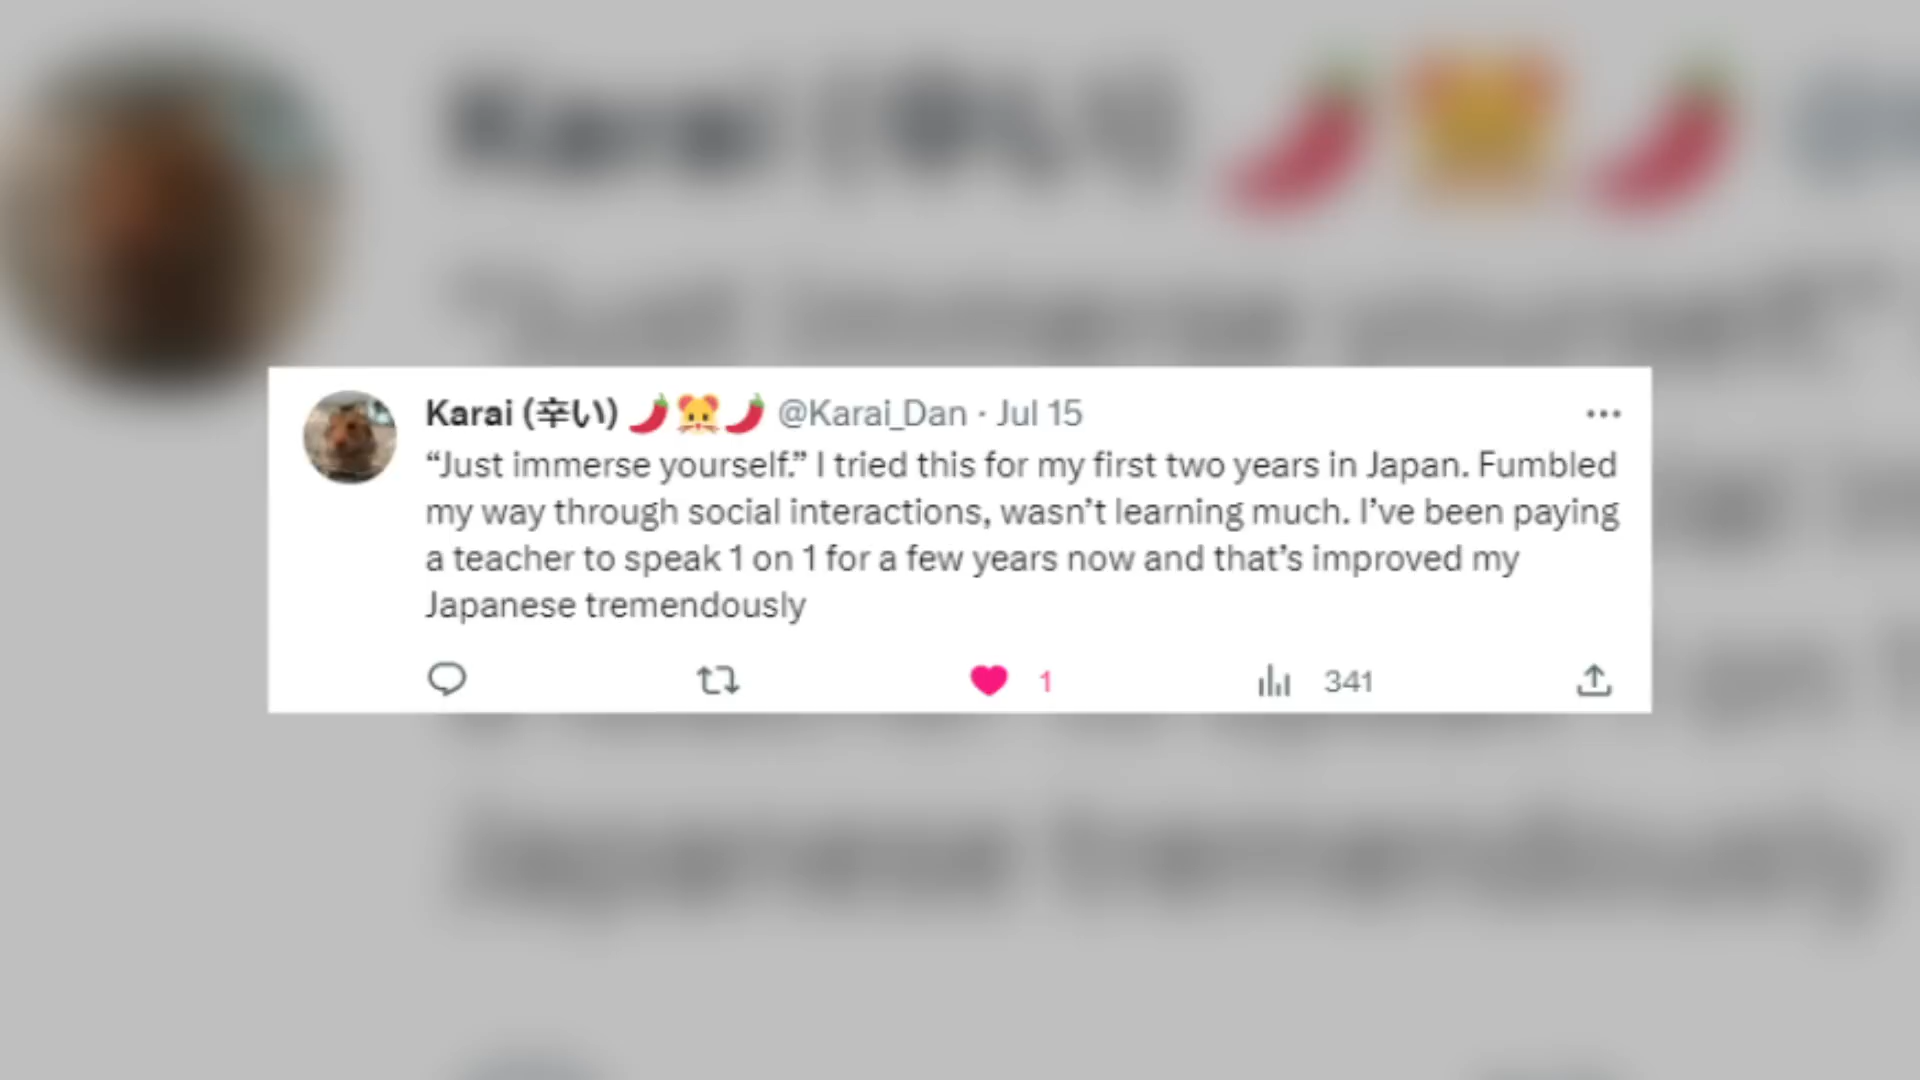 Karai (辛い) 🌶️🐹🌶️ @Karai_Dan · Jul 15
“Just immerse yourself.” I tried this for my first two years in Japan. Fumbled
my way through social interactions, wasn’t learning much. I’ve been paying
a teacher to speak 1 on 1 for a few years now and that’s improved my
Japanese tremendously
1 341